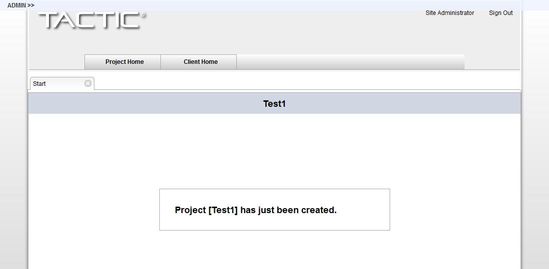 ADMIN >>
TACTIC®
Site Administrator Sign Out
Project Home Client Home
Start
Test1
Project [Test1] has just been created.